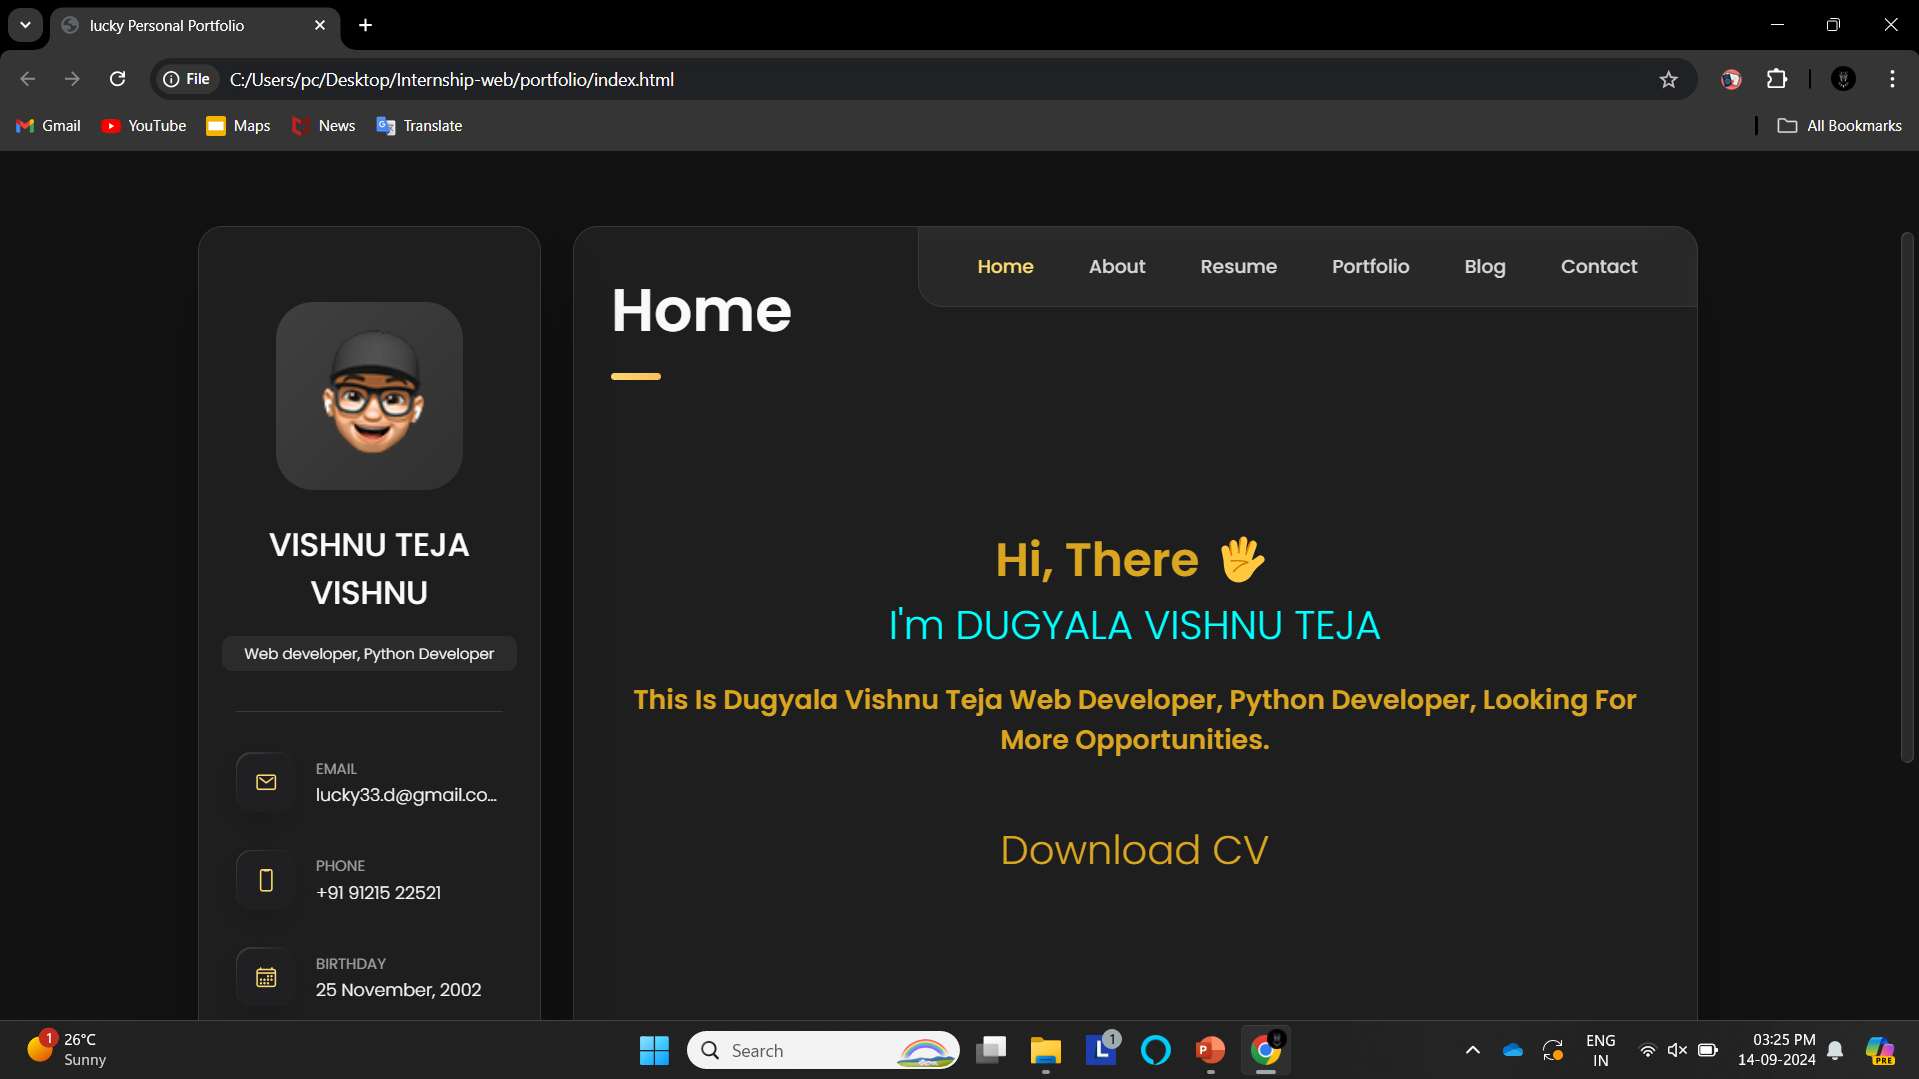 lucky Personal Portfolio
File
C:/Users/pc/Desktop/Internship-web/portfolio/index.html
Gmail
YouTube
Maps
News
Translate
All Bookmarks
VISHNU TEJA
VISHNU
Web developer, Python Developer
EMAIL
lucky33.d@gmail.co...
PHONE
+91 91215 22521
BIRTHDAY
25 November, 2002
Home
About
Resume
Portfolio
Blog
Contact
Home
Hi, There
I'm DUGYALA VISHNU TEJA
This Is Dugyala Vishnu Teja Web Developer, Python Developer, Looking For
More Opportunities.
Download CV
1
26°C
Sunny
Search
L
1
P
ENG
IN
03:25 PM
14-09-2024
PRE